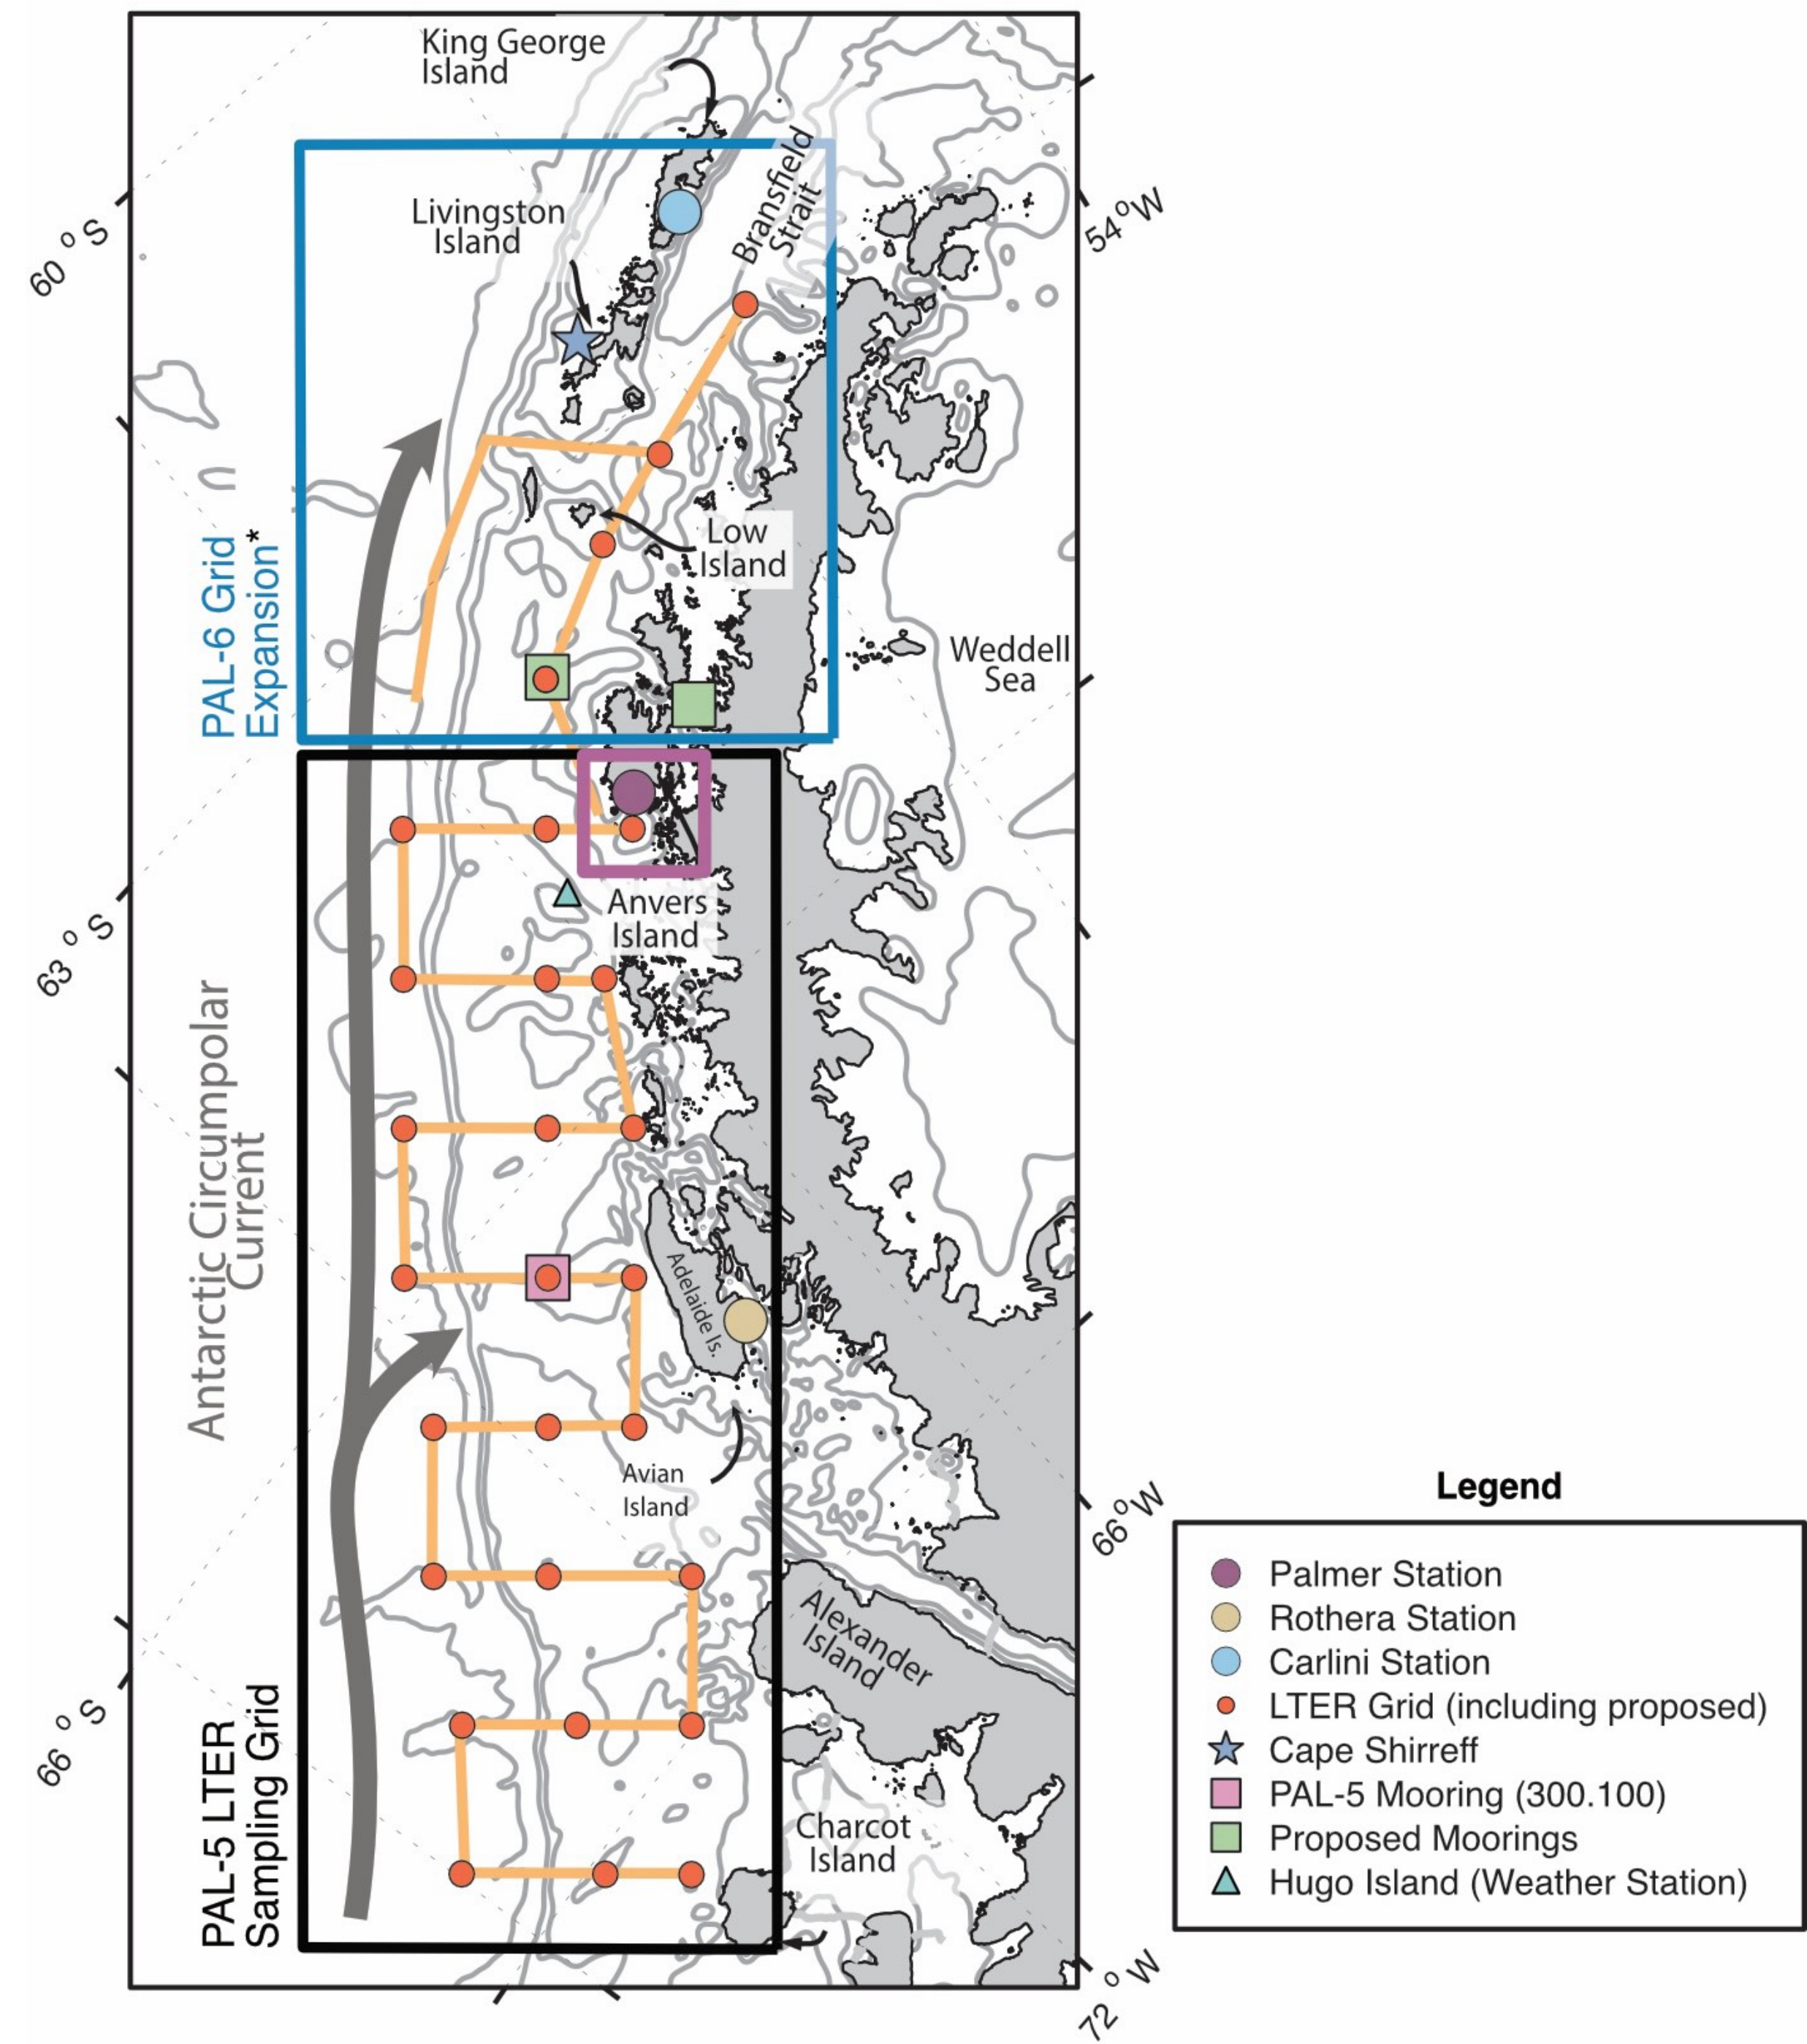 King George
Island
Livingston
Island
Bransfield
Strait
60 ° S
54°W
Low
Island
PAL-6 Grid
Expansion*
Weddell
Sea
Anvers
Island
63 ° S
Antarctic Circumpolar
Current
Adelaide Is.
Avian
Island
66°W
Alexander
Island
PAL-5 LTER
Sampling Grid
66 ° S
Charcot
Island
72 ° W
Legend
Palmer Station
Rothera Station
Carlini Station
LTER Grid (including proposed)
Cape Shirreff
PAL-5 Mooring (300.100)
Proposed Moorings
Hugo Island (Weather Station)